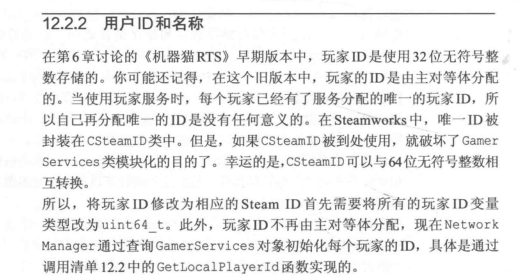 12.2.2 用户ID和名称
在第6章讨论的《机器猫RTS》早期版本中，玩家ID是使用32位无符号整
数存储的。你可能还记得，在这个旧版本中，玩家的ID是由主对等体分配
的。当使用玩家服务时，每个玩家已经有了服务分配的唯一的玩家ID，所
以自己再分配唯一的ID是没有任何意义的。在Steamworks中，唯一ID被
封装在CSteamID类中。但是，如果CSteamID被到处使用，就破坏了Gamer
Services类模块化的目的了。幸运的是,CSteamID可以与64位无符号整数相
互转换。
所以，将玩家ID修改为相应的Steam ID首先需要将所有的玩家ID变量
类型改为uint64_t。此外，玩家ID不再由主对等体分配，现在Network
Manager通过查询GamerServices对象初始化每个玩家的ID，具体是通过
调用清单12.2中的GetLocalPlayerId函数实现的。